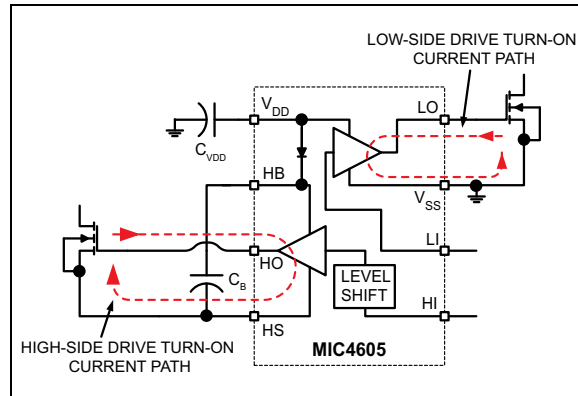 LOW-SIDE DRIVE TURN-ON
CURRENT PATH
VDD
LO
CVDD
HB
VSS
LI
HO
CB
LEVEL
SHIFT
HI
HS
MIC4605
HIGH-SIDE DRIVE TURN-ON
CURRENT PATH